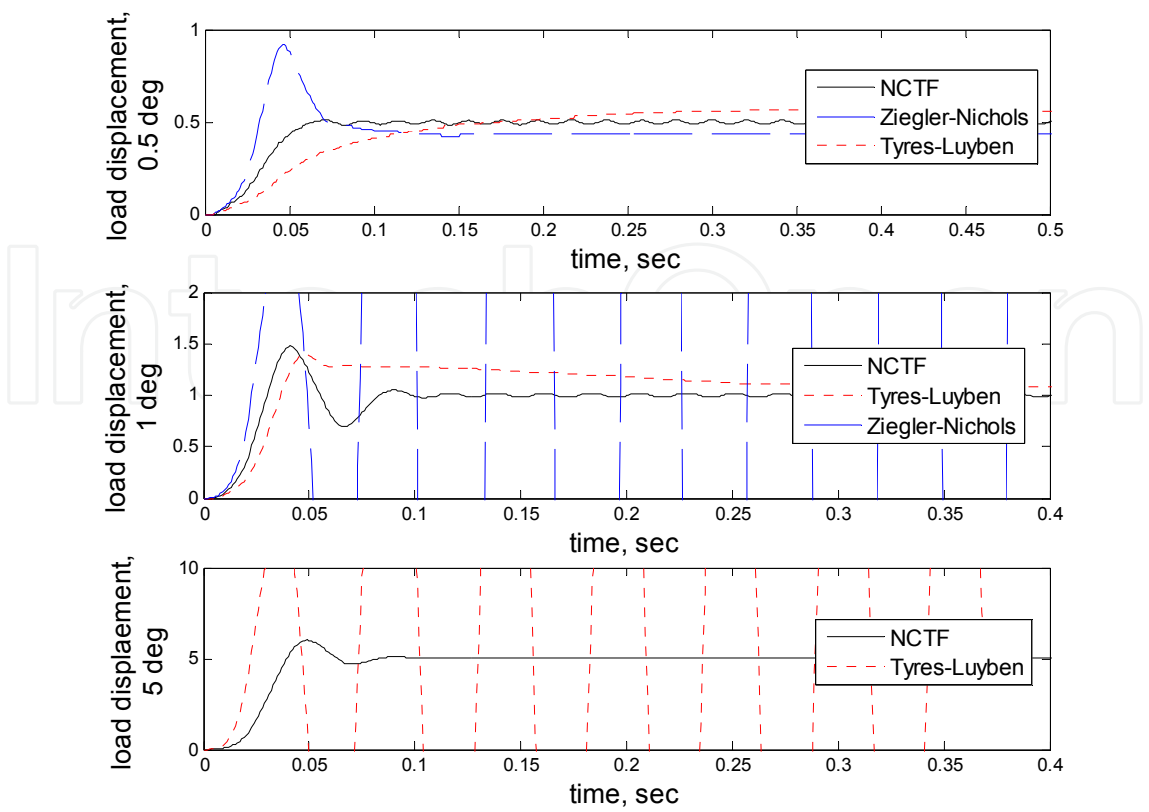 load displacement,
0.5 deg
1
0.5
0
0 0.05 0.1 0.15 0.2 0.25 0.3 0.35 0.4 0.45 0.5
time, sec
NCTF
Ziegler-Nichols
Tyres-Luyben
load displacement,
1 deg
2
1.5
1
0.5
0
0 0.05 0.1 0.15 0.2 0.25 0.3 0.35 0.4
time, sec
NCTF
Tyres-Luyben
Ziegler-Nichols
load displaement,
5 deg
10
5
0
0 0.05 0.1 0.15 0.2 0.25 0.3 0.35 0.4
time, sec
NCTF
Tyres-Luyben